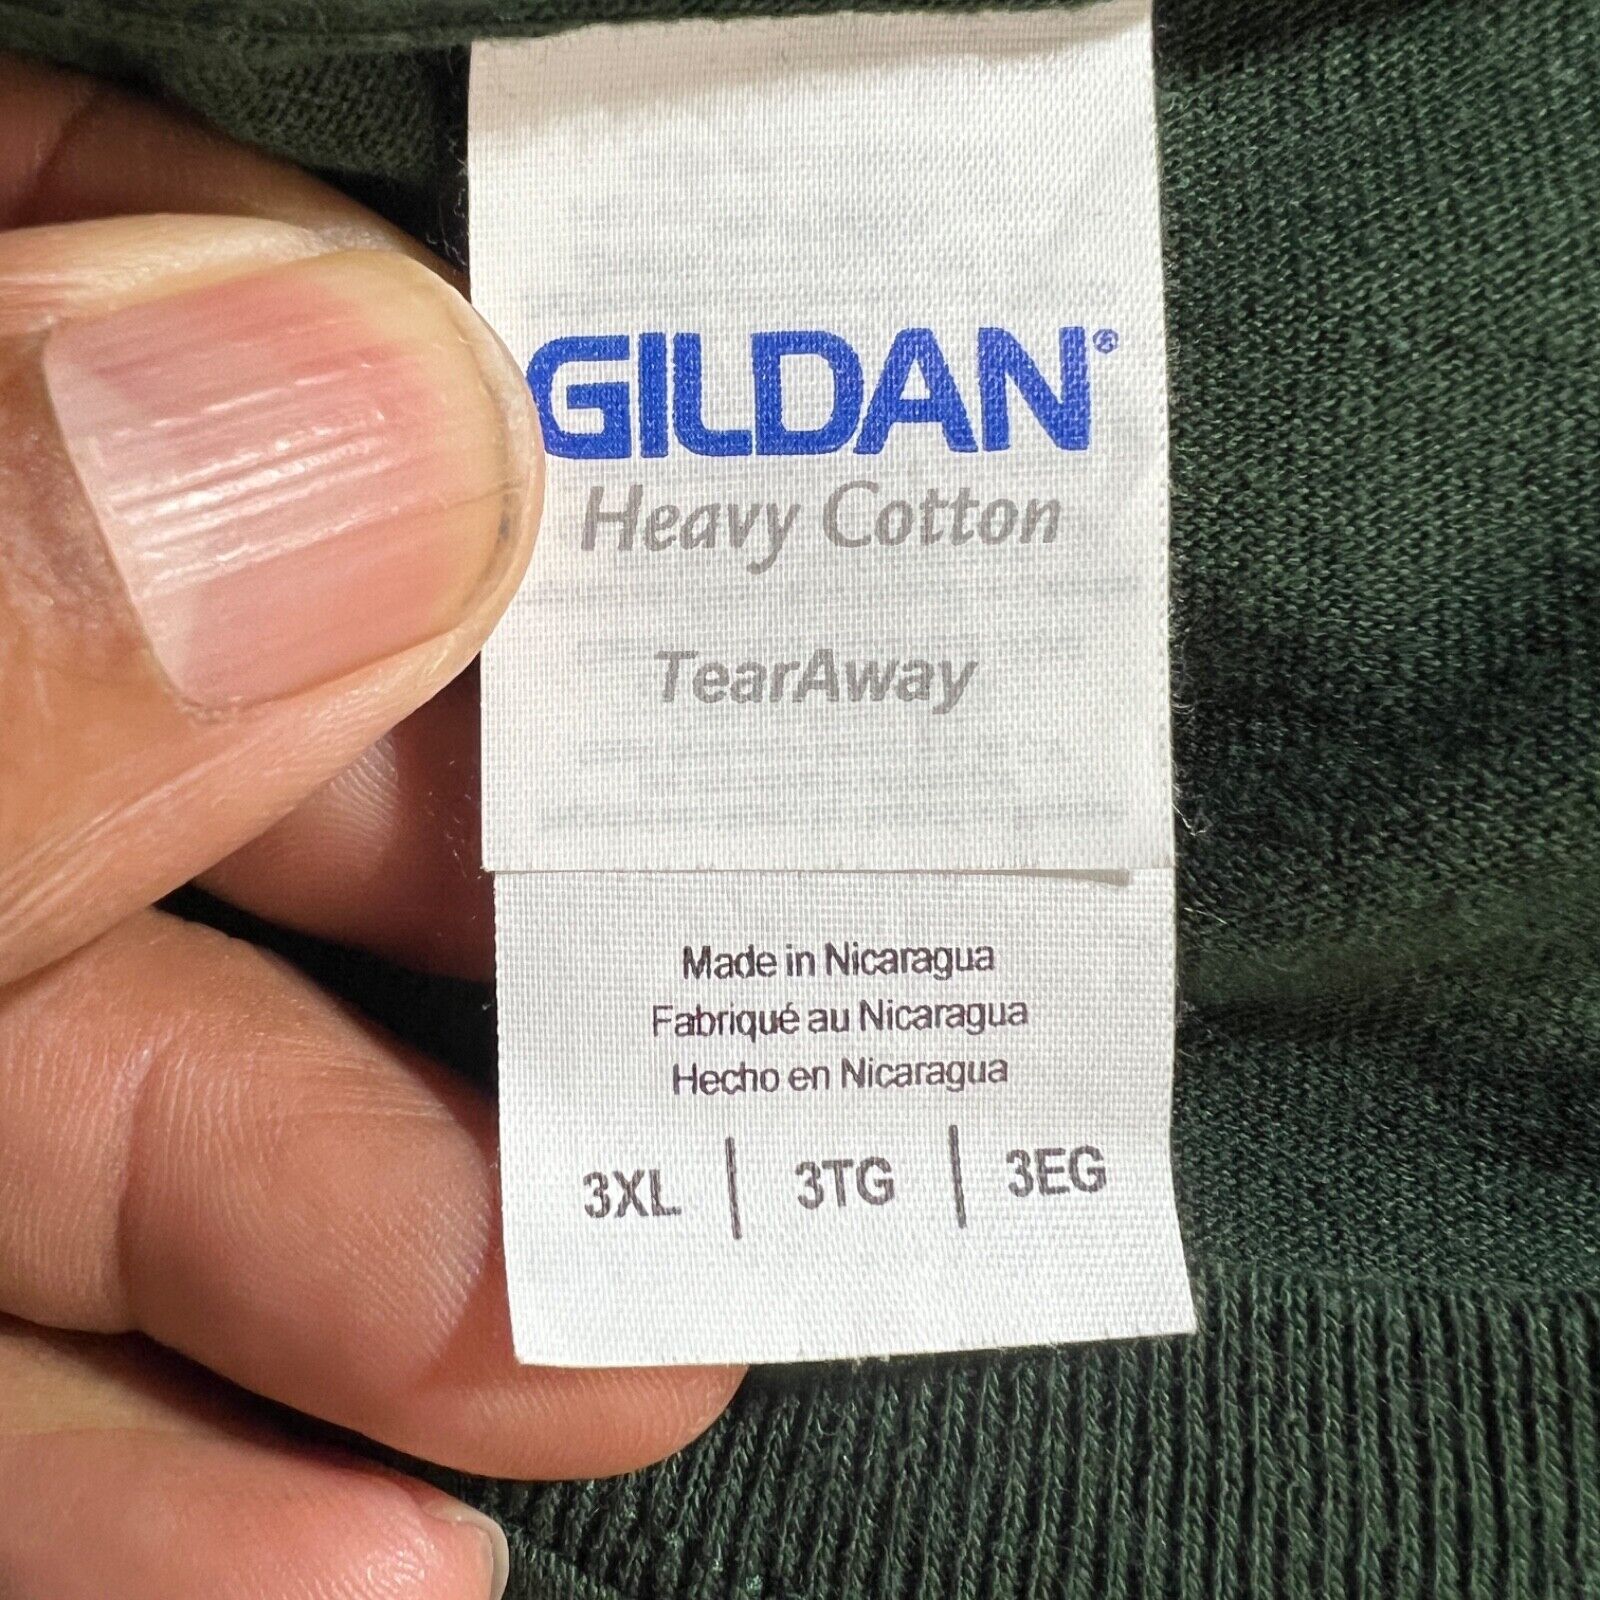 GILDAN®
Heavy Cotton
TearAway
Made in Nicaragua
Fabriqué au Nicaragua
Hecho en Nicaragua
3XL | 3TG | 3EG